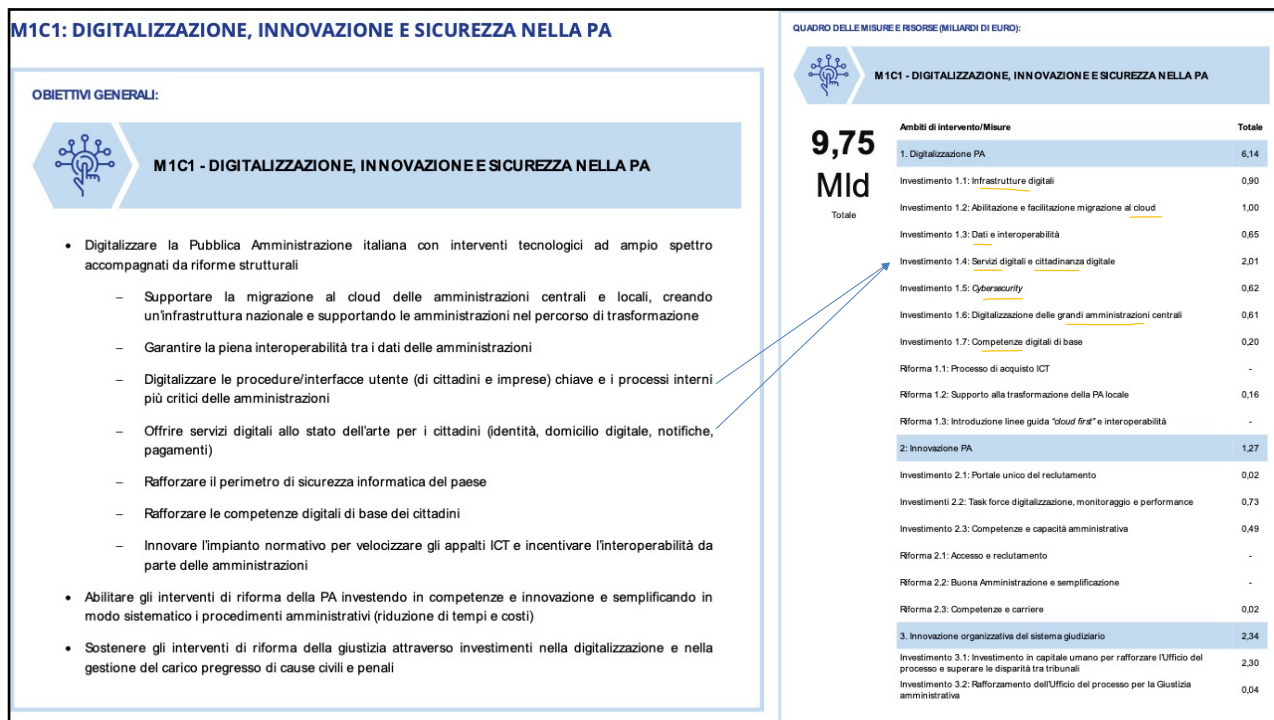 M1C1: DIGITALIZZAZIONE, INNOVAZIONE E SICUREZZA NELLA PA
OBIETTIVI GENERALI:
M1C1 - DIGITALIZZAZIONE, INNOVAZIONE E SICUREZZA NELLA PA
• Digitalizzare la Pubblica Amministrazione italiana con interventi tecnologici ad ampio spettro
accompagnati da riforme strutturali
– Supportare la migrazione al cloud delle amministrazioni centrali e locali, creando
un'infrastruttura nazionale e supportando le amministrazioni nel percorso di trasformazione
– Garantire la piena interoperabilità tra i dati delle amministrazioni
– Digitalizzare le procedure/interfacce utente (di cittadini e imprese) chiave e i processi interni
più critici delle amministrazioni
– Offrire servizi digitali allo stato dell'arte per i cittadini (identità, domicilio digitale, notifiche,
pagamenti)
– Rafforzare il perimetro di sicurezza informatica del paese
– Rafforzare le competenze digitali di base dei cittadini
– Innovare l'impianto normativo per velocizzare gli appalti ICT e incentivare l'interoperabilità da
parte delle amministrazioni
• Abilitare gli interventi di riforma della PA investendo in competenze e innovazione e semplificando in
modo sistematico i procedimenti amministrativi (riduzione di tempi e costi)
• Sostenere gli interventi di riforma della giustizia attraverso investimenti nella digitalizzazione e nella
gestione del carico pregresso di cause civili e penali
QUADRO DELLE MISURE E RISORSE (MILIARDI DI EURO):
M1C1 - DIGITALIZZAZIONE, INNOVAZIONE E SICUREZZA NELLA PA
9,75
Mld
Totale
Ambiti di intervento/Misure Totale
1. Digitalizzazione PA 6,14
Investimento 1.1: Infrastrutture digitali 0,90
Investimento 1.2: Abilitazione e facilitazione migrazione al cloud 1,00
Investimento 1.3: Dati e interoperabilità 0,65
Investimento 1.4: Servizi digitali e cittadinanza digitale 2,01
Investimento 1.5: Cybersecurity 0,62
Investimento 1.6: Digitalizzazione delle grandi amministrazioni centrali 0,61
Investimento 1.7: Competenze digitali di base 0,20
Riforma 1.1: Processo di acquisto ICT -
Riforma 1.2: Supporto alla trasformazione della PA locale 0,16
Riforma 1.3: Introduzione linee guida "cloud first" e interoperabilità -
2: Innovazione PA 1,27
Investimento 2.1: Portale unico del reclutamento 0,02
Investimenti 2.2: Task force digitalizzazione, monitoraggio e performance 0,73
Investimento 2.3: Competenze e capacità amministrativa 0,49
Riforma 2.1: Accesso e reclutamento -
Riforma 2.2: Buona Amministrazione e semplificazione -
Riforma 2.3: Competenze e carriere 0,02
3. Innovazione organizzativa del sistema giudiziario 2,34
Investimento 3.1: Investimento in capitale umano per rafforzare l'Ufficio del
processo e superare le disparità tra tribunali 2,30
Investimento 3.2: Rafforzamento dell'Ufficio del processo per la Giustizia
amministrativa 0,04